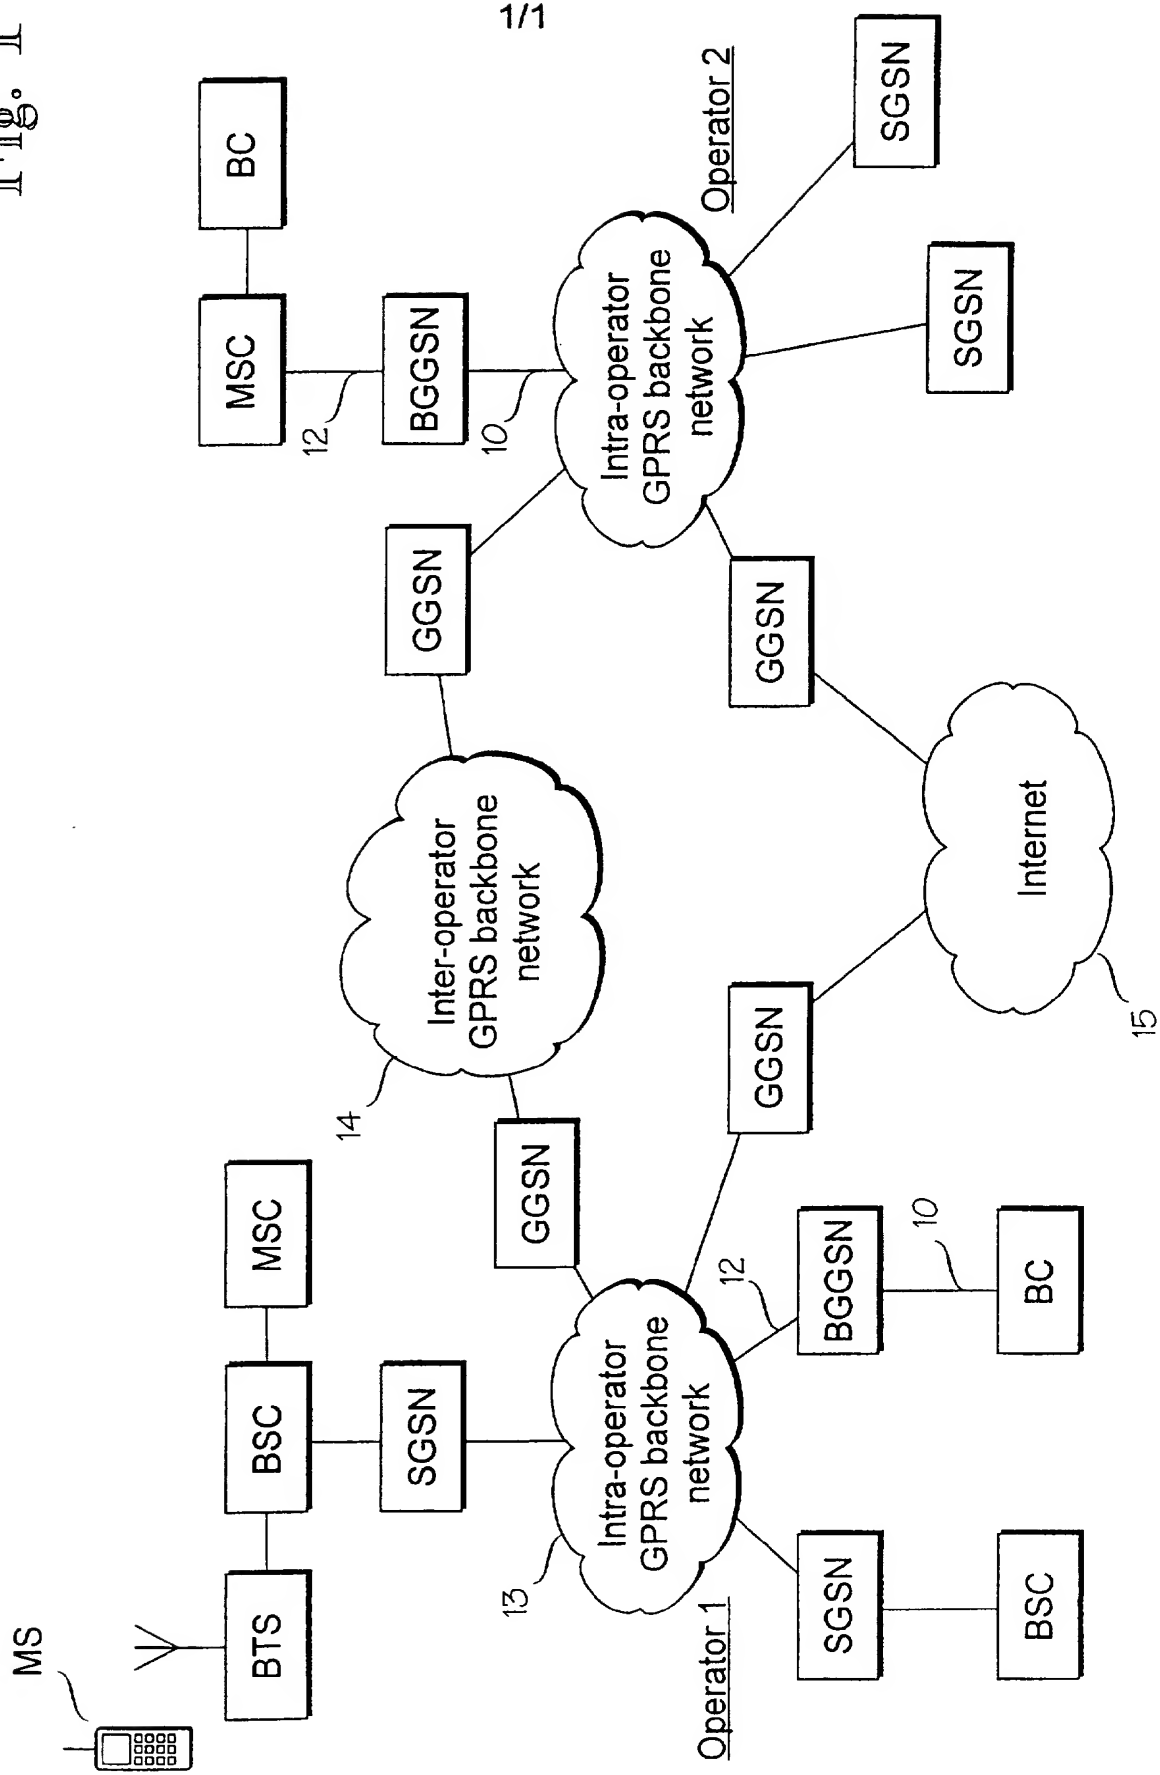 1/1
Fig. 1
MS
BTS
BSC
MSC
SGSN
14
Inter-operator
GPRS backbone
network
GGSN
GGSN
MSC
BC
12
BGGSN
10
13
Intra-operator
GPRS backbone
network
Intra-operator
GPRS backbone
network
Operator 1
Operator 2
GGSN
GGSN
12
SGSN
BGGSN
10
BSC
BC
Internet
15
SGSN
SGSN